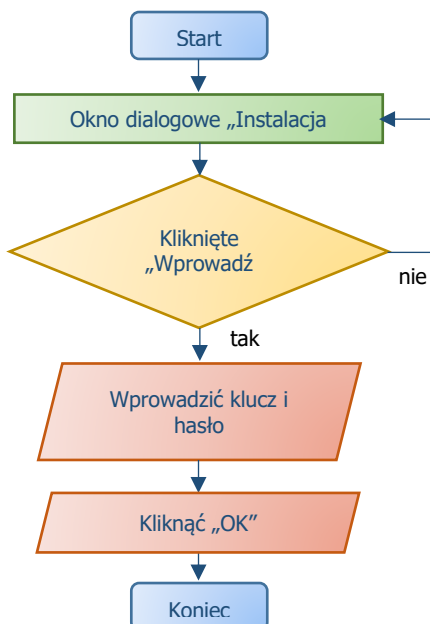 Start
Okno dialogowe „Instalacja
Kliknięte
„Wprowadź
nie
tak
Wprowadzić klucz i
hasło
Kliknąć „OK”
Koniec